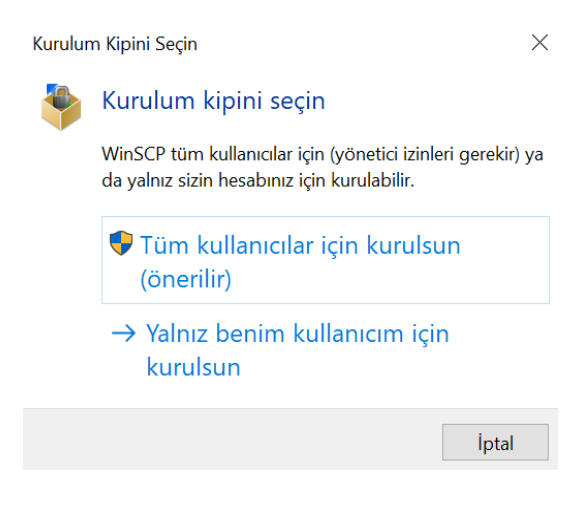 Kurulum Kipini Seçin
Kurulum kipini seçin
WinSCP tüm kullanıcılar için (yönetici izinleri gerekir) ya
da yalnız sizin hesabınız için kurulabilir.
Tüm kullanıcılar için kurulsun
(önerilir)
Yalnız benim kullanıcım için
kurulsun
İptal